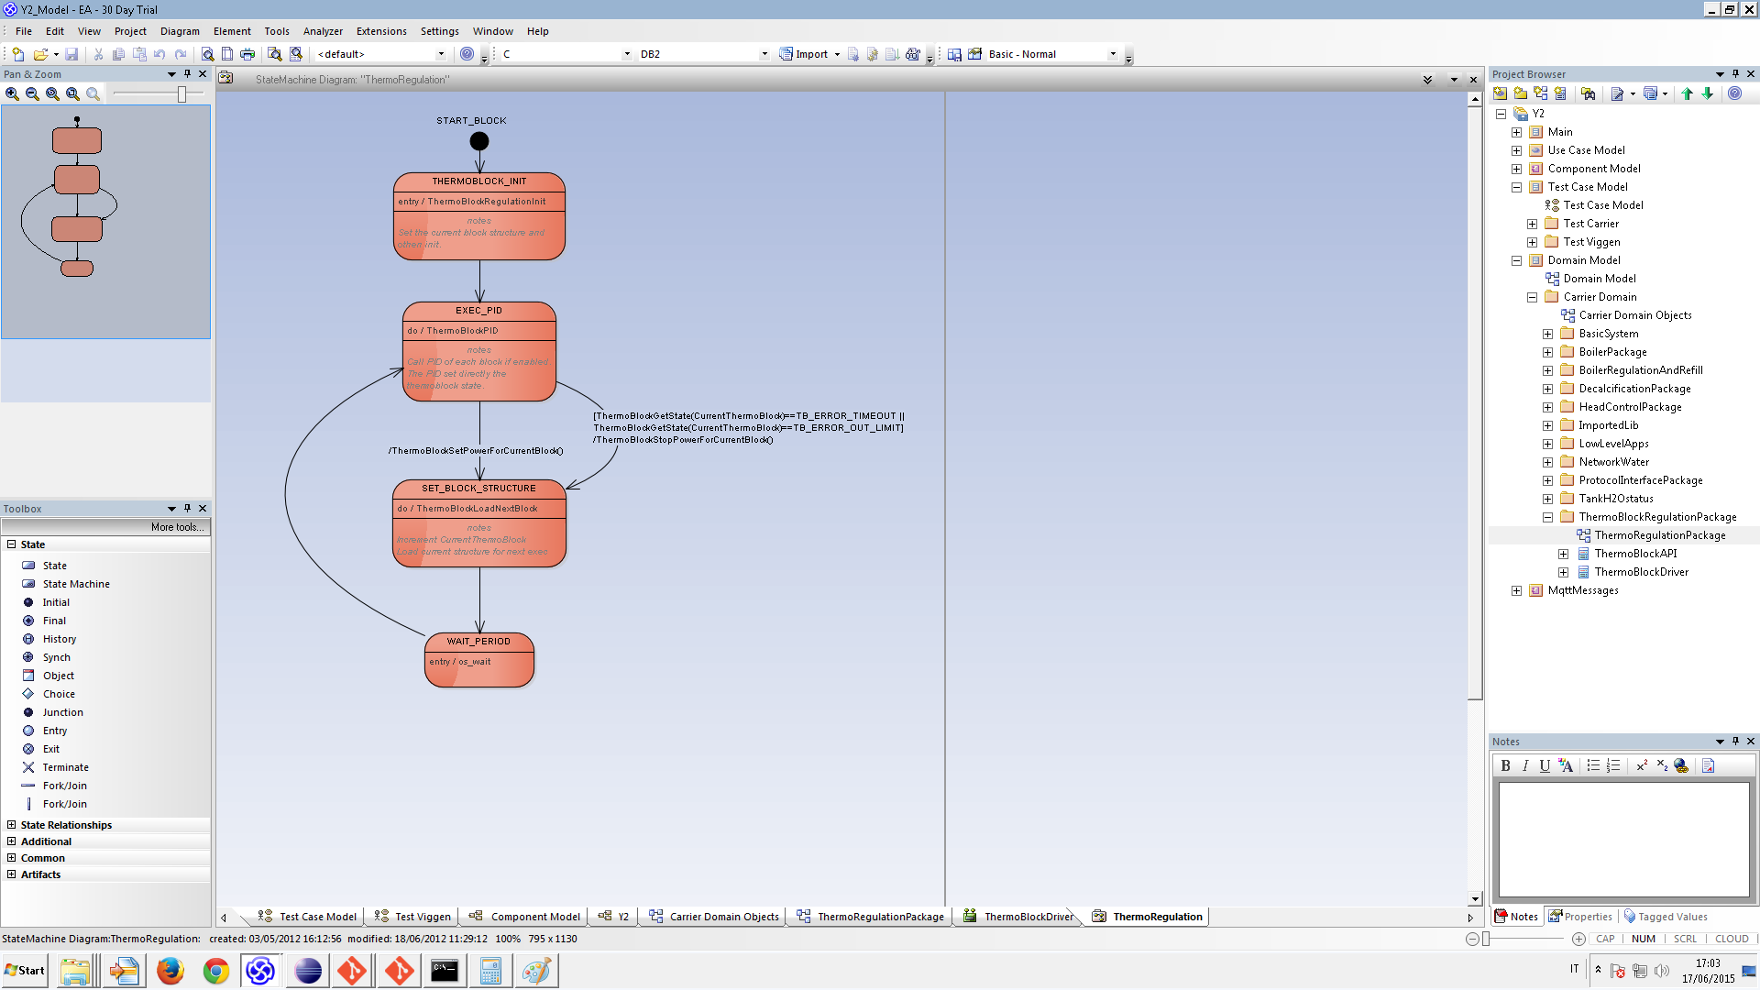 Y2_Model - EA - 30 Day Trial
File Edit View Project Diagram Element Tools Analyzer Extensions Settings Window Help
<default> C DB2 Import Basic - Normal
Pan & Zoom
StateMachine Diagram: "ThermoRegulation"
START_BLOCK
THERMOBLOCK_INIT
entry / ThermoBlockRegulationInit
notes
Set the current block structure and
other init.
EXEC_PID
do / ThermoBlockPID
notes
Call PID of each block if enabled.
The PID set directly the
thermoblock state.
[ThermoBlockGetState(CurrentThermoBlock)==TB_ERROR_TIMEOUT ||
ThermoBlockGetState(CurrentThermoBlock)==TB_ERROR_OUT_LIMIT]
/ThermoBlockStopPowerForCurrentBlock()
/ThermoBlockSetPowerForCurrentBlock()
SET_BLOCK_STRUCTURE
do / ThermoBlockLoadNextBlock
notes
Increment CurrentThermoBlock
Load current structure for next exec
WAIT_PERIOD
entry / os_wait
Toolbox
More tools...
State
State
State Machine
Initial
Final
History
Synch
Object
Choice
Junction
Entry
Exit
Terminate
Fork/Join
Fork/Join
State Relationships
Additional
Common
Artifacts
Project Browser
Y2
Main
Use Case Model
Component Model
Test Case Model
Test Case Model
Test Carrier
Test Viggen
Domain Model
Domain Model
Carrier Domain
Carrier Domain Objects
BasicSystem
BoilerPackage
BoilerRegulationAndRefill
DecalcificationPackage
HeadControlPackage
ImportedLib
LowLevelApps
NetworkWater
ProtocolInterfacePackage
TankH2Ostatus
ThermoBlockRegulationPackage
ThermoRegulationPackage
ThermoBlockAPI
ThermoBlockDriver
MqttMessages
Notes
B I U A x² x₂
Notes Properties Tagged Values
Test Case Model Test Viggen Component Model Y2 Carrier Domain Objects ThermoRegulationPackage ThermoBlockDriver ThermoRegulation
StateMachine Diagram:ThermoRegulation: created: 03/05/2012 16:12:56 modified: 18/06/2012 11:29:12 100% 795 x 1130
CAP NUM SCRL CLOUD
Start
IT
17:03
17/06/2015